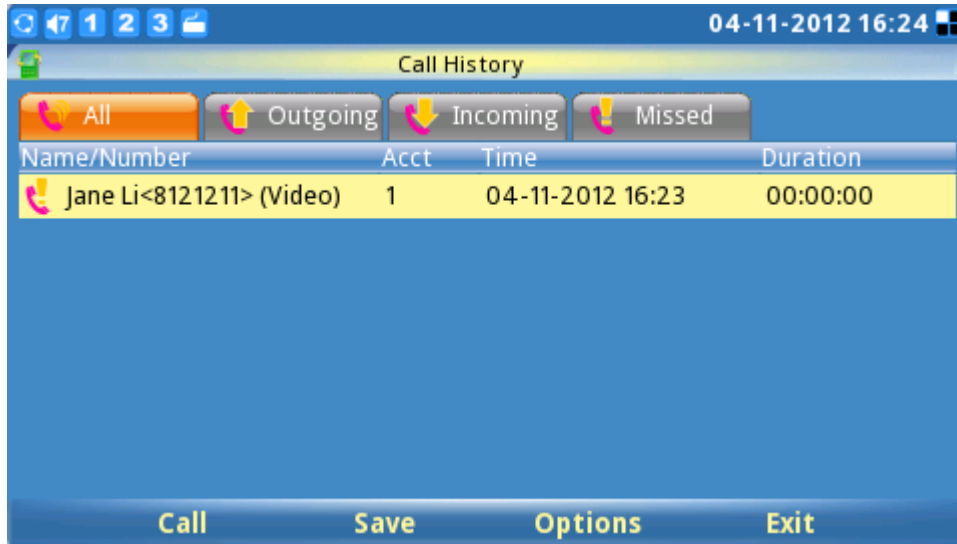 7 1 2 3 04-11-2012 16:24
Call History
All Outgoing Incoming Missed
Name/Number Acct Time Duration
Jane Li<8121211> (Video) 1 04-11-2012 16:23 00:00:00
Call Save Options Exit